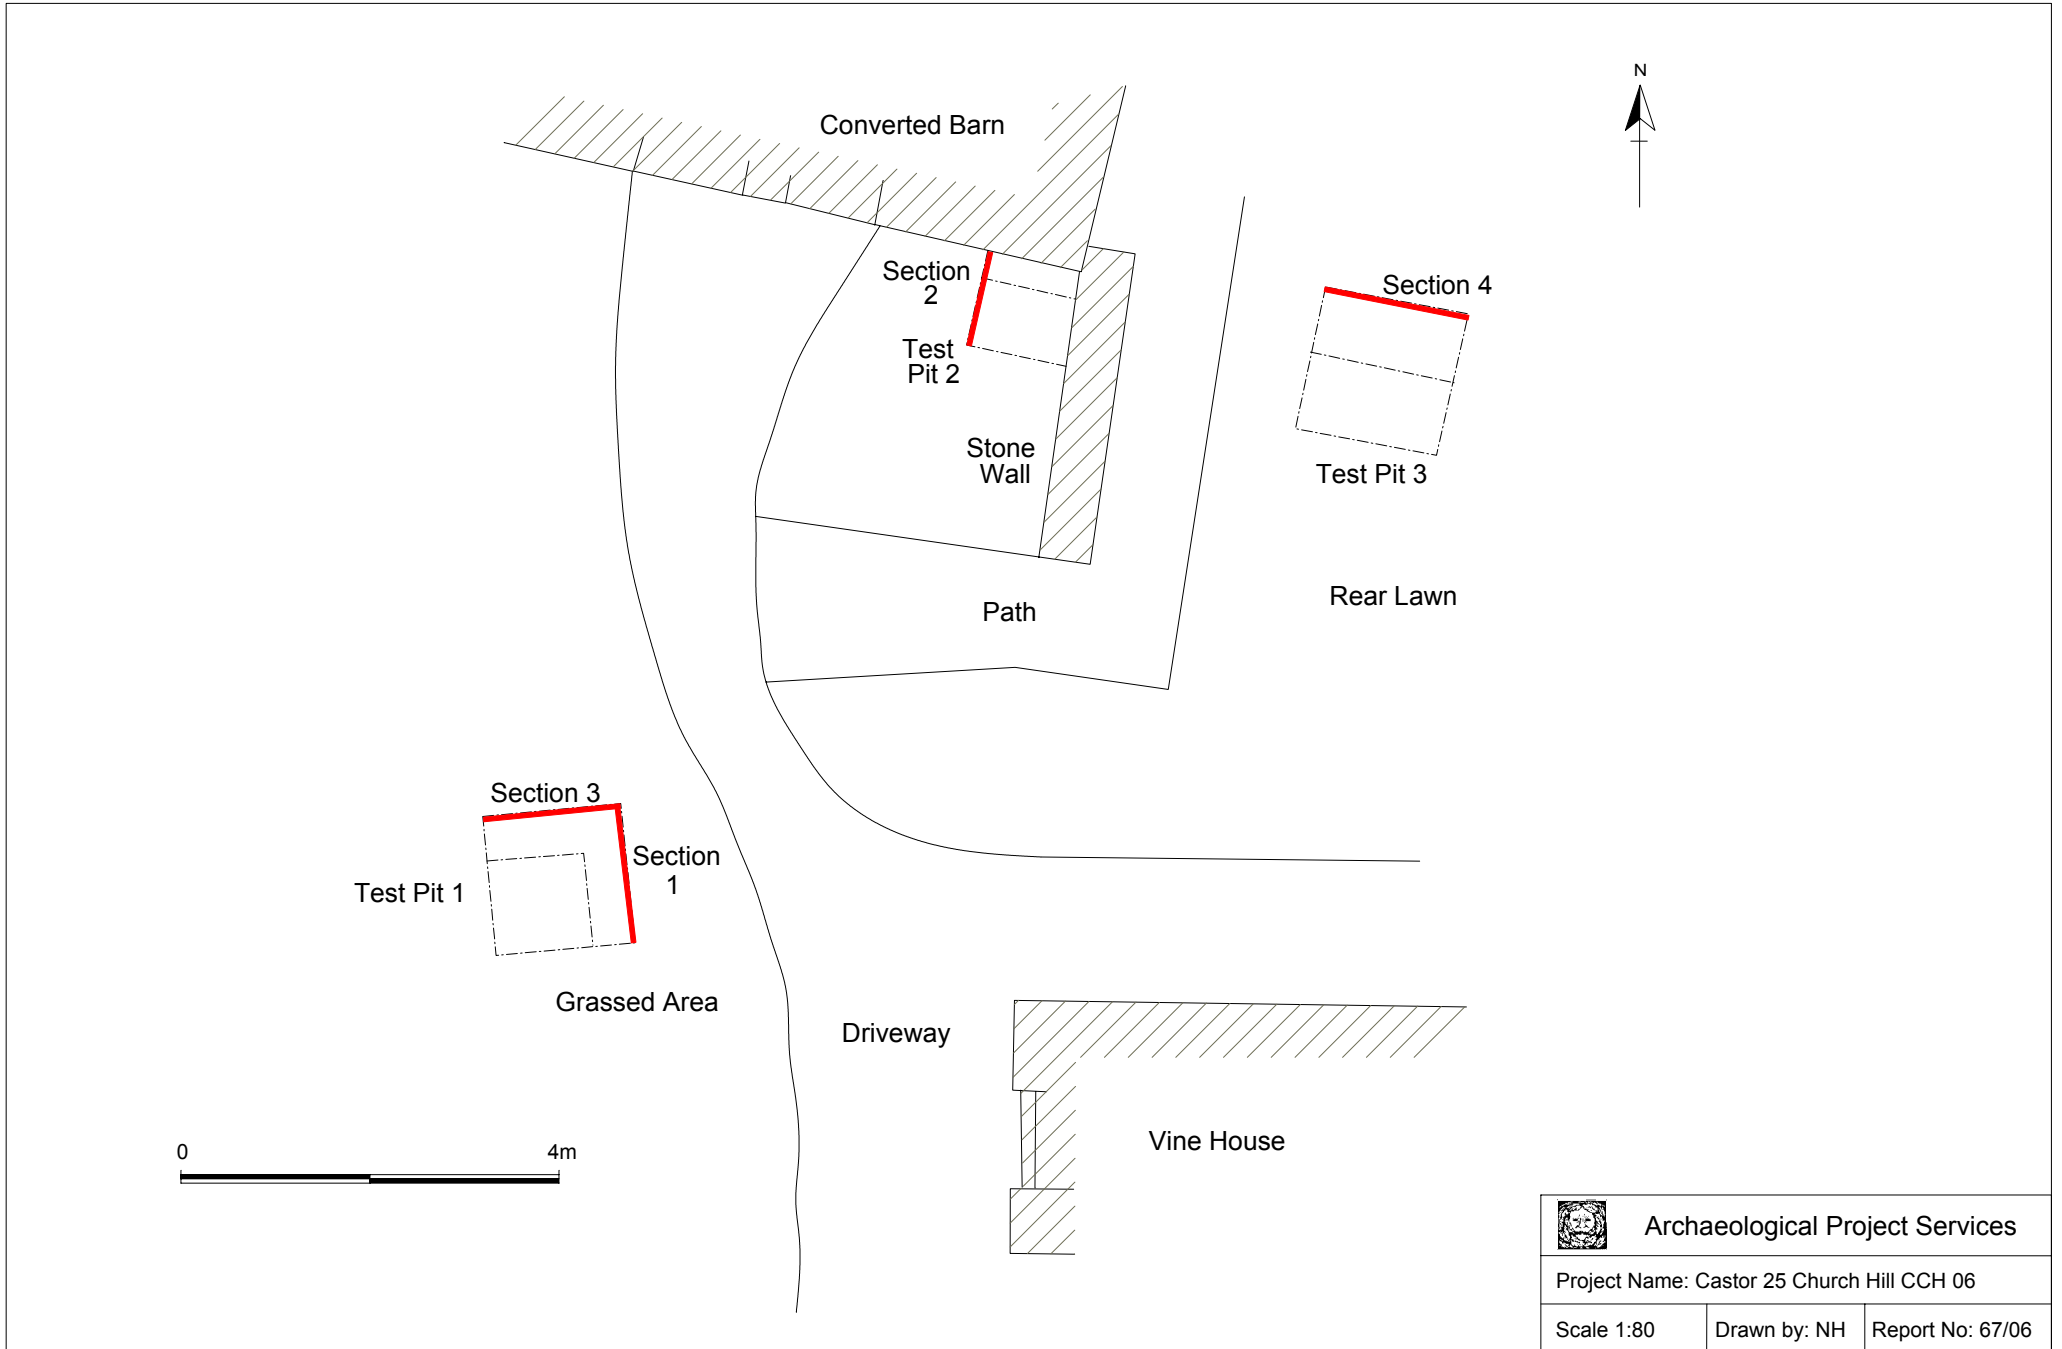 N
Converted Barn
Section
2
Section 4
Test
Pit 2
Stone
Wall
Test Pit 3
Rear Lawn
Path
Section 3
Section
1
Test Pit 1
Grassed Area
Driveway
Vine House
0
4m
Archaeological Project Services
Project Name: Castor 25 Church Hill CCH 06
Scale 1:80
Drawn by: NH
Report No: 67/06